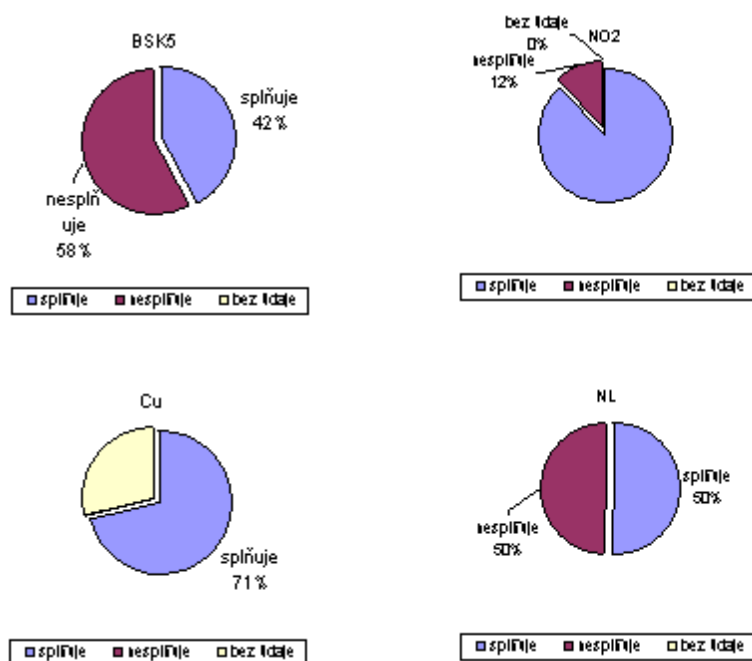 BSK5
splňuje
42%
nesplň
uje
58%
splňuje nesplňuje bez údaje
bez údaje
0%
NO2
nesplňuje
12%
splňuje nesplňuje bez údaje
Cu
splňuje
71%
splňuje nesplňuje bez údaje
NL
splňuje
50%
nesplňuje
50%
splňuje nesplňuje bez údaje